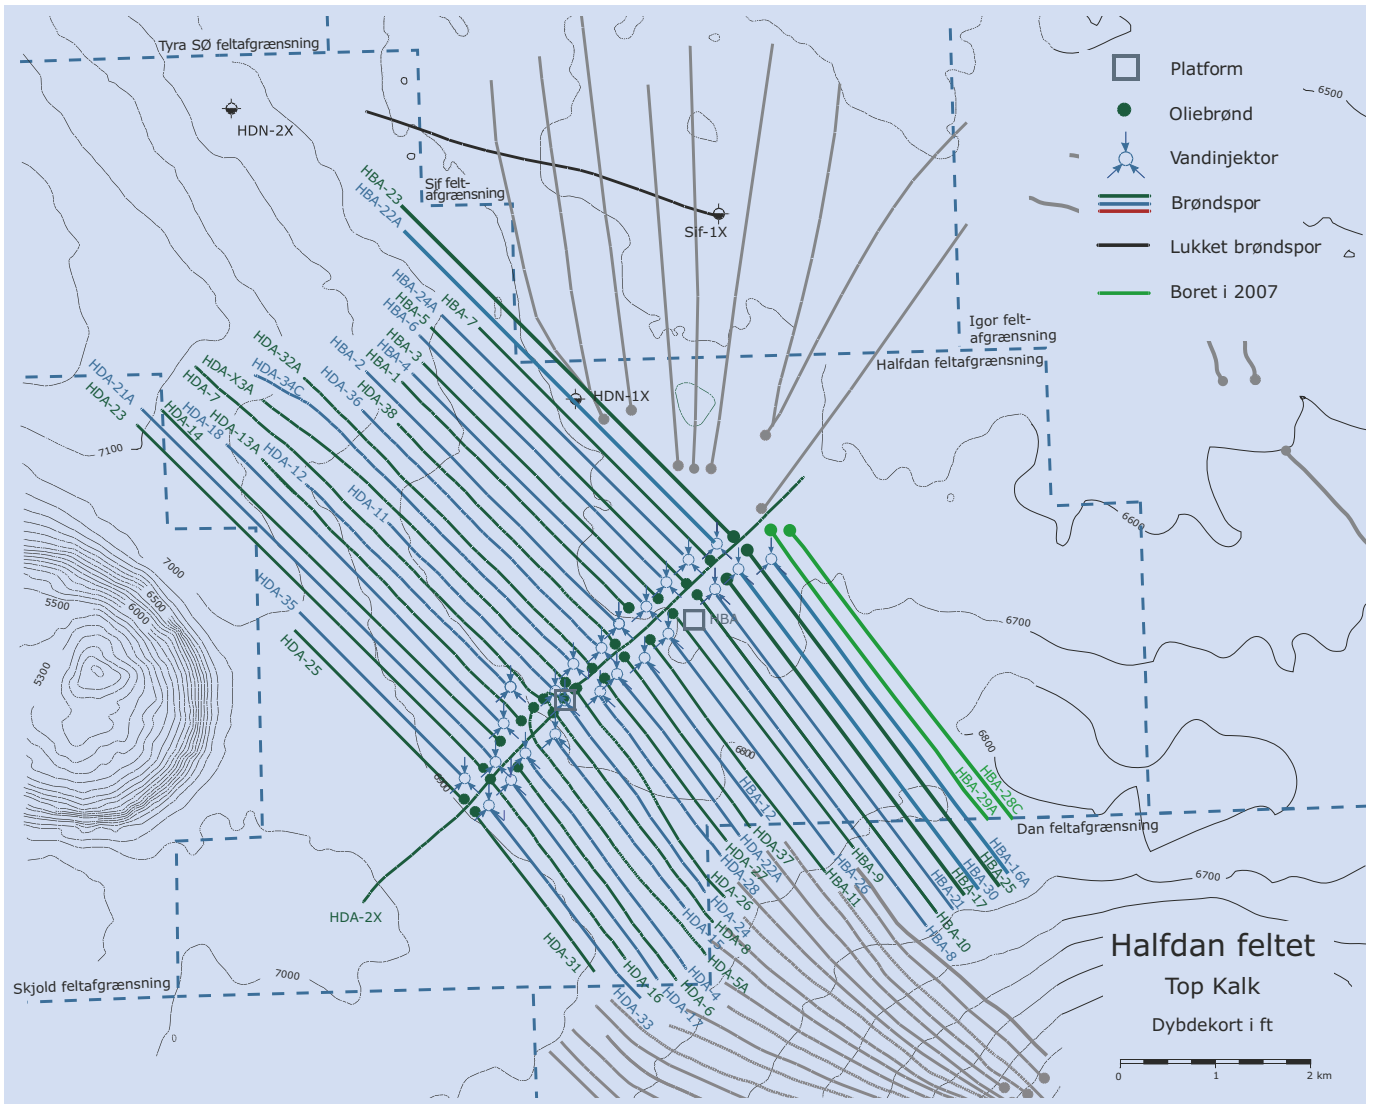 Tyra SØ feltafgrænsning
HDN-2X
Sif felt-
afgrænsning
Sif-1X
HDN-1X
Igor felt-
afgrænsning
Halfdan feltafgrænsning
Platform
Oliebrønd
Vandinjektor
Brøndspor
Lukket brøndspor
Boret i 2007
6500
HBA-23
HBA-22A
HBA-24A
HBA-7
HBA-5
HBA-6
HBA-3
HBA-4
HBA-2
HBA-1
HDA-38
HDA-36
HDA-32A
HDA-34C
HDA-X3A
HDA-7
HDA-21A
HDA-23
HDA-14
HDA-18
HDA-13A
HDA-12
HDA-11
HDA-35
HDA-25
7100
7000
6500
6000
5500
5300
6600
6700
6800
6800
6900
HBA
HDA-2X
HBA-12
HDA-37
HDA-22A
HDA-27
HDA-28
HDA-26
HDA-24
HDA-15
HDA-8
HDA-5A
HDA-4
HDA-6
HDA-17
HDA-16
HDA-33
HDA-31
HBA-9
HBA-26
HBA-11
HBA-10
HBA-8
HBA-21
HBA-17
HBA-30
HBA-25
HBA-16A
HBA-28C
HBA-29A
Dan feltafgrænsning
6700
7000
Skjold feltafgrænsning
Halfdan feltet
Top Kalk
Dybdekort i ft
0 1 2 km